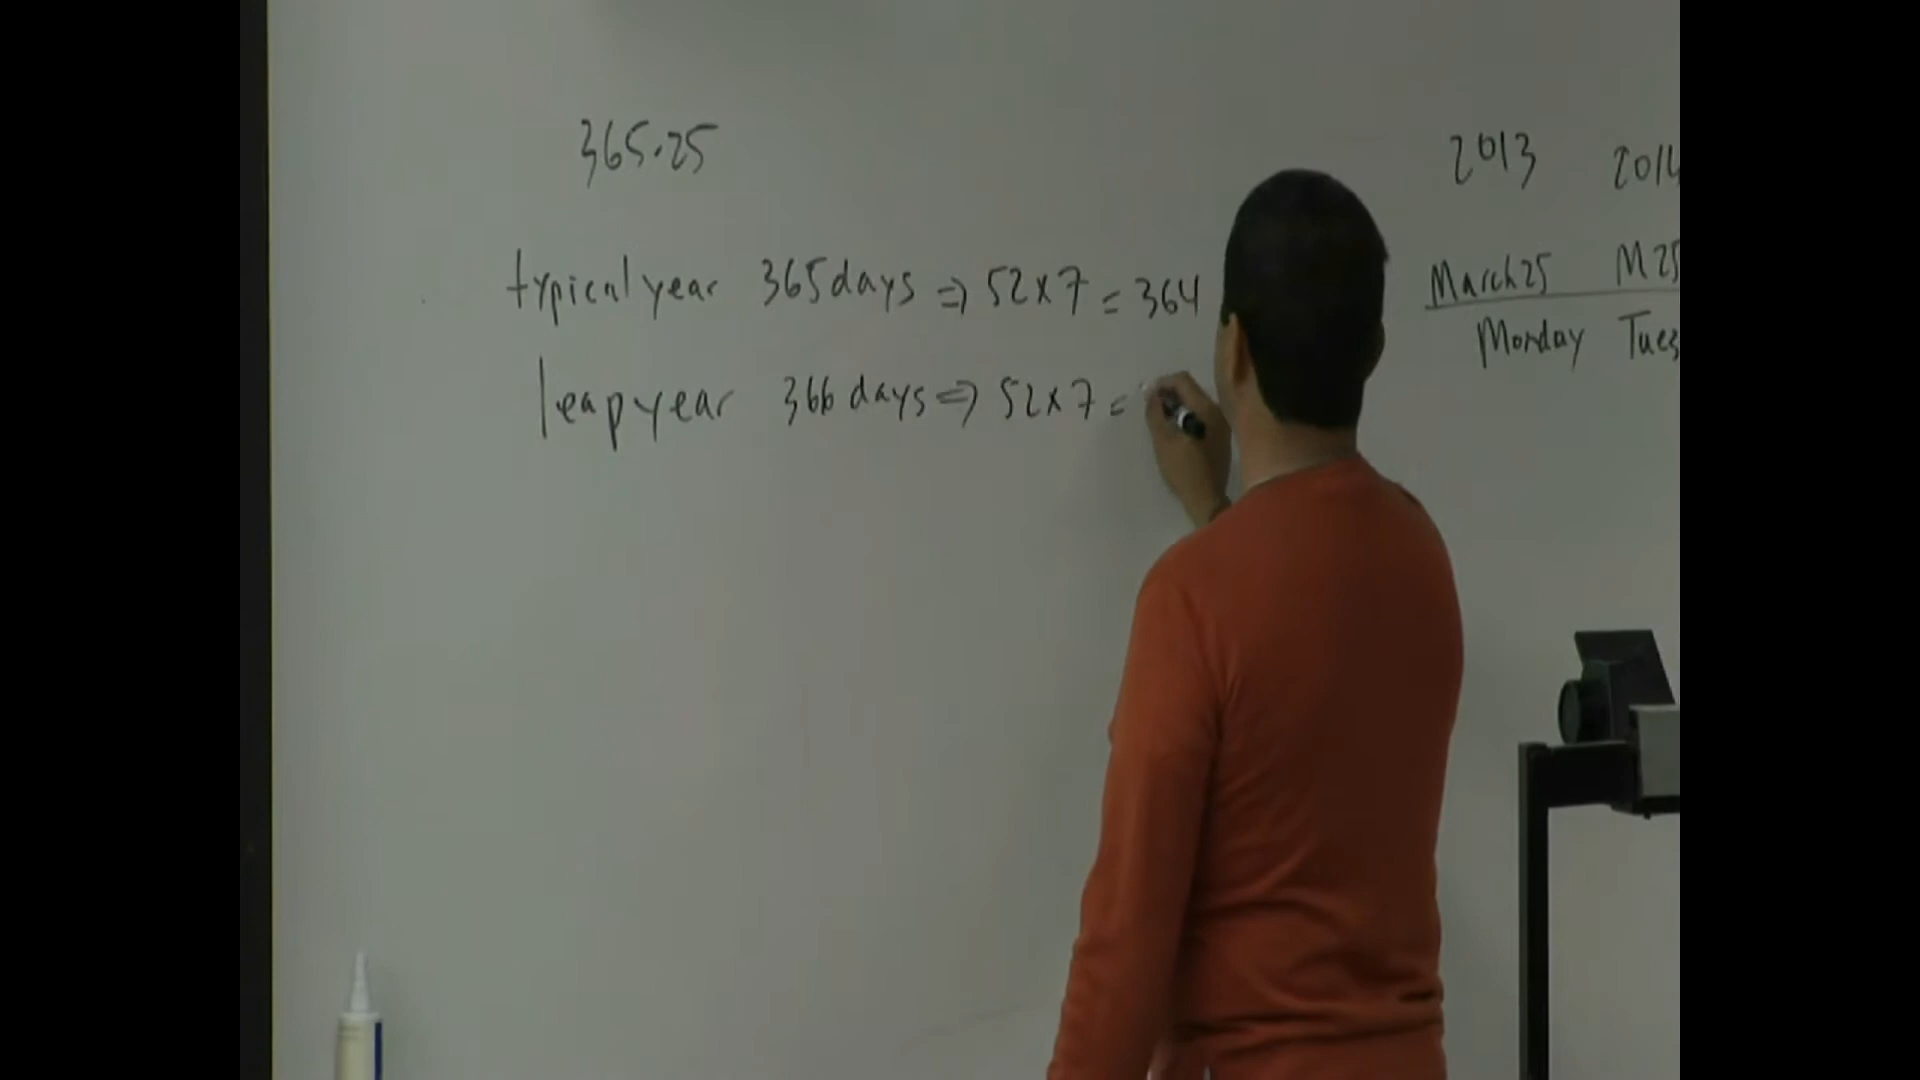 365.25
2013 2014
typical year 365 days => 52 x 7 = 364
March 25 M 25
Monday Tues
leap year 366 days => 52 x 7 =